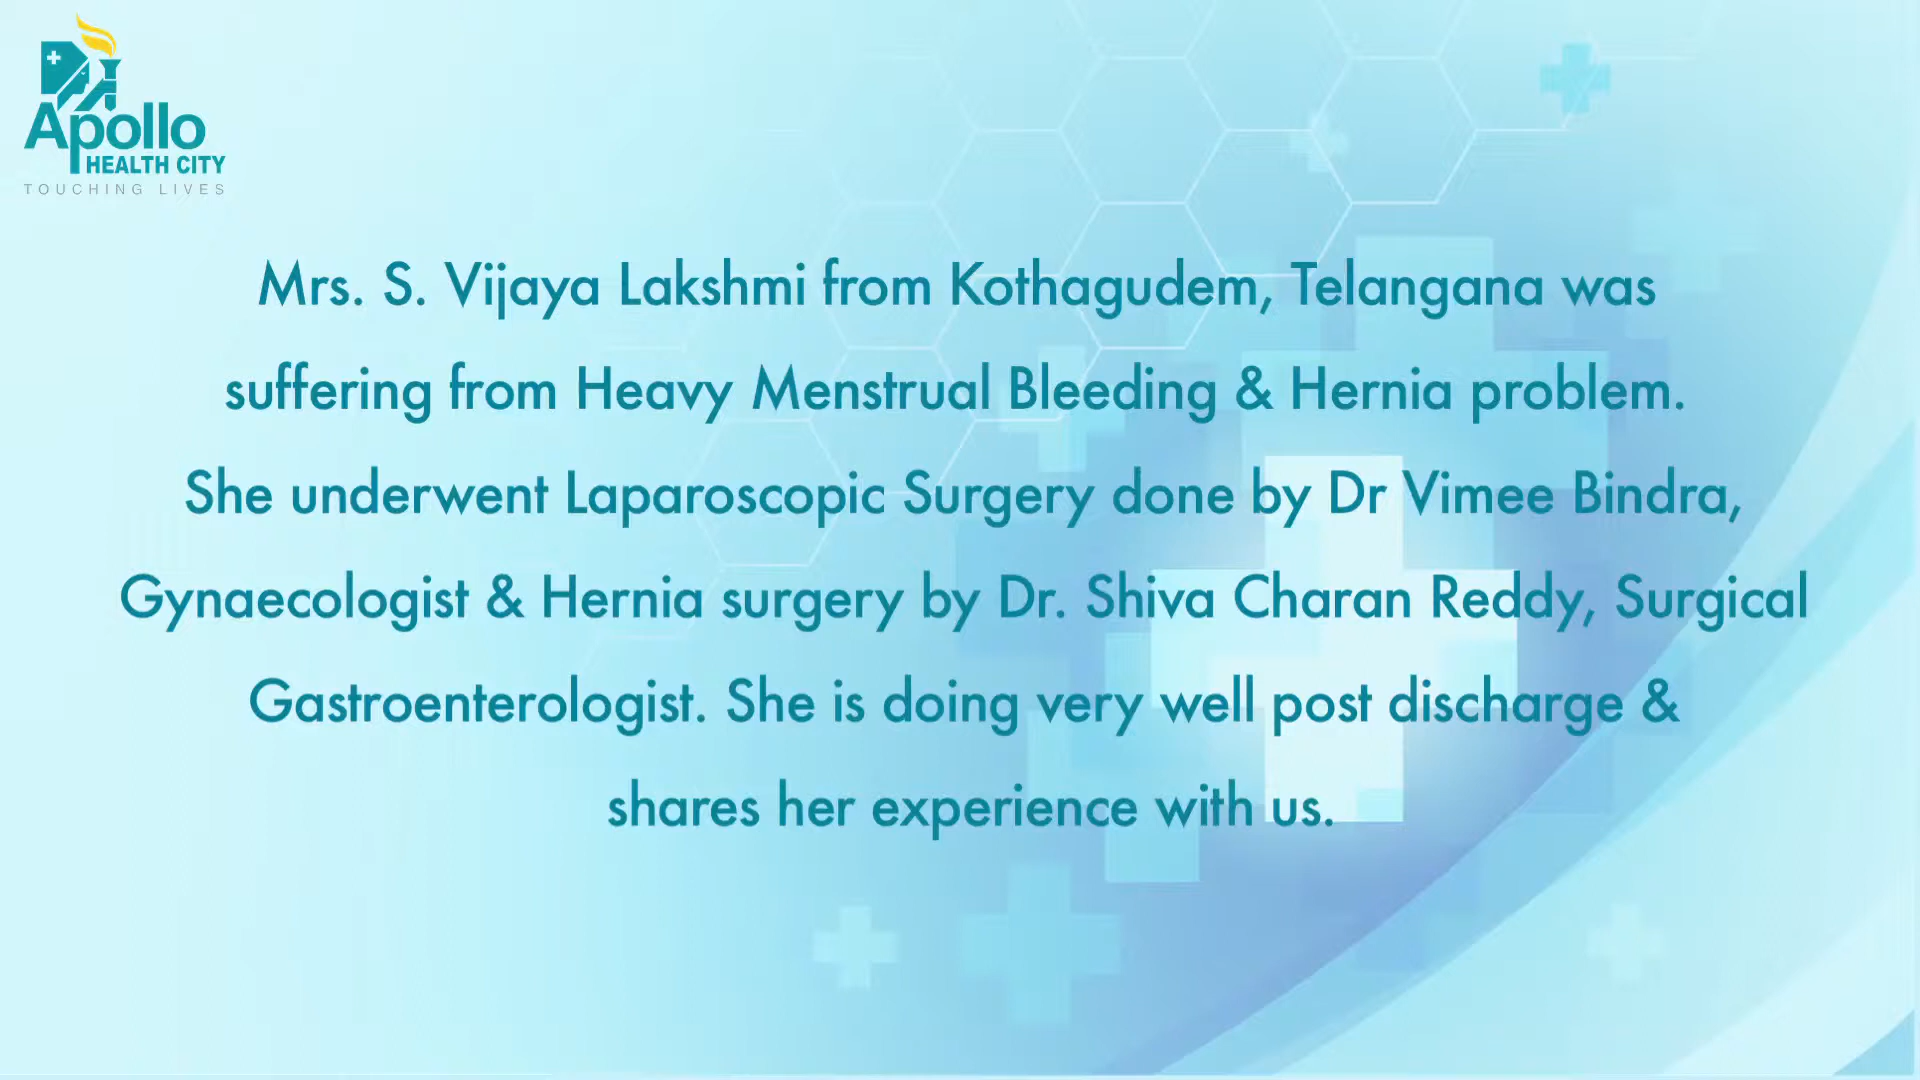 Apollo
HEALTH CITY
TOUCHING LIVES
Mrs. S. Vijaya Lakshmi from Kothagudem, Telangana was
suffering from Heavy Menstrual Bleeding & Hernia problem.
She underwent Laparoscopic Surgery done by Dr Vimee Bindra,
Gynaecologist & Hernia surgery by Dr. Shiva Charan Reddy, Surgical
Gastroenterologist. She is doing very well post discharge &
shares her experience with us.